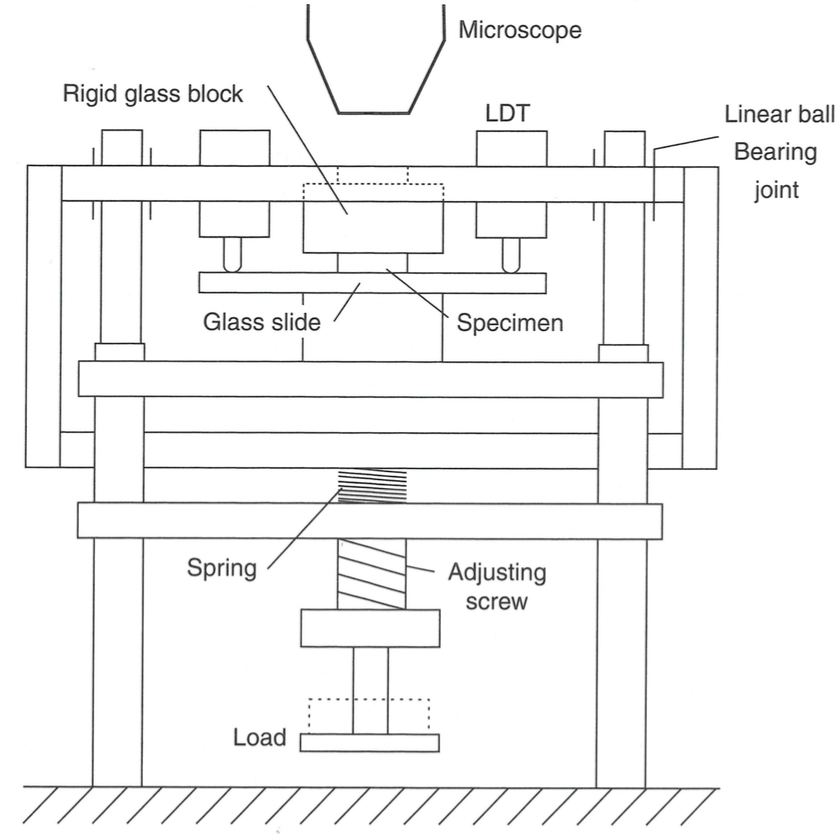 Microscope
Rigid glass block
LDT
Linear ball
Bearing
joint
Glass slide
Specimen
Spring
Adjusting
screw
Load